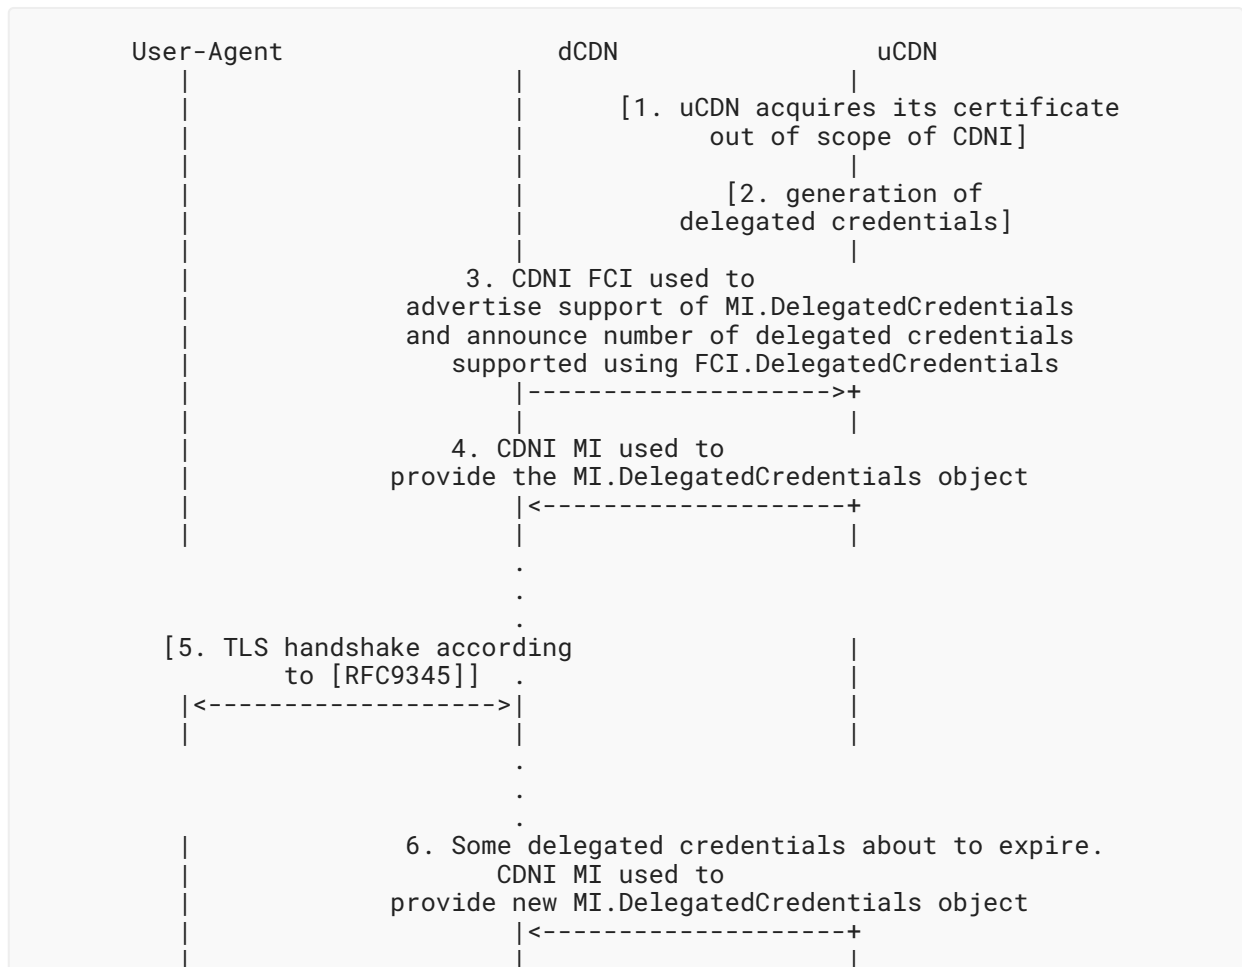 User-Agent dCDN uCDN
| | |
| | [1. uCDN acquires its certificate
| | out of scope of CDNI]
| | |
| | [2. generation of
| | delegated credentials]
| | |
| 3. CDNI FCI used to
| advertise support of MI.DelegatedCredentials
| and announce number of delegated credentials
| supported using FCI.DelegatedCredentials
| |-------------------->+
| | |
| 4. CDNI MI used to
| provide the MI.DelegatedCredentials object
| |<--------------------+
| | |
.
.
.
[5. TLS handshake according |
to [RFC9345]] . |
|<------------------->| |
| | |
.
.
.
| 6. Some delegated credentials about to expire.
| CDNI MI used to
| provide new MI.DelegatedCredentials object
| |<--------------------+
| | |